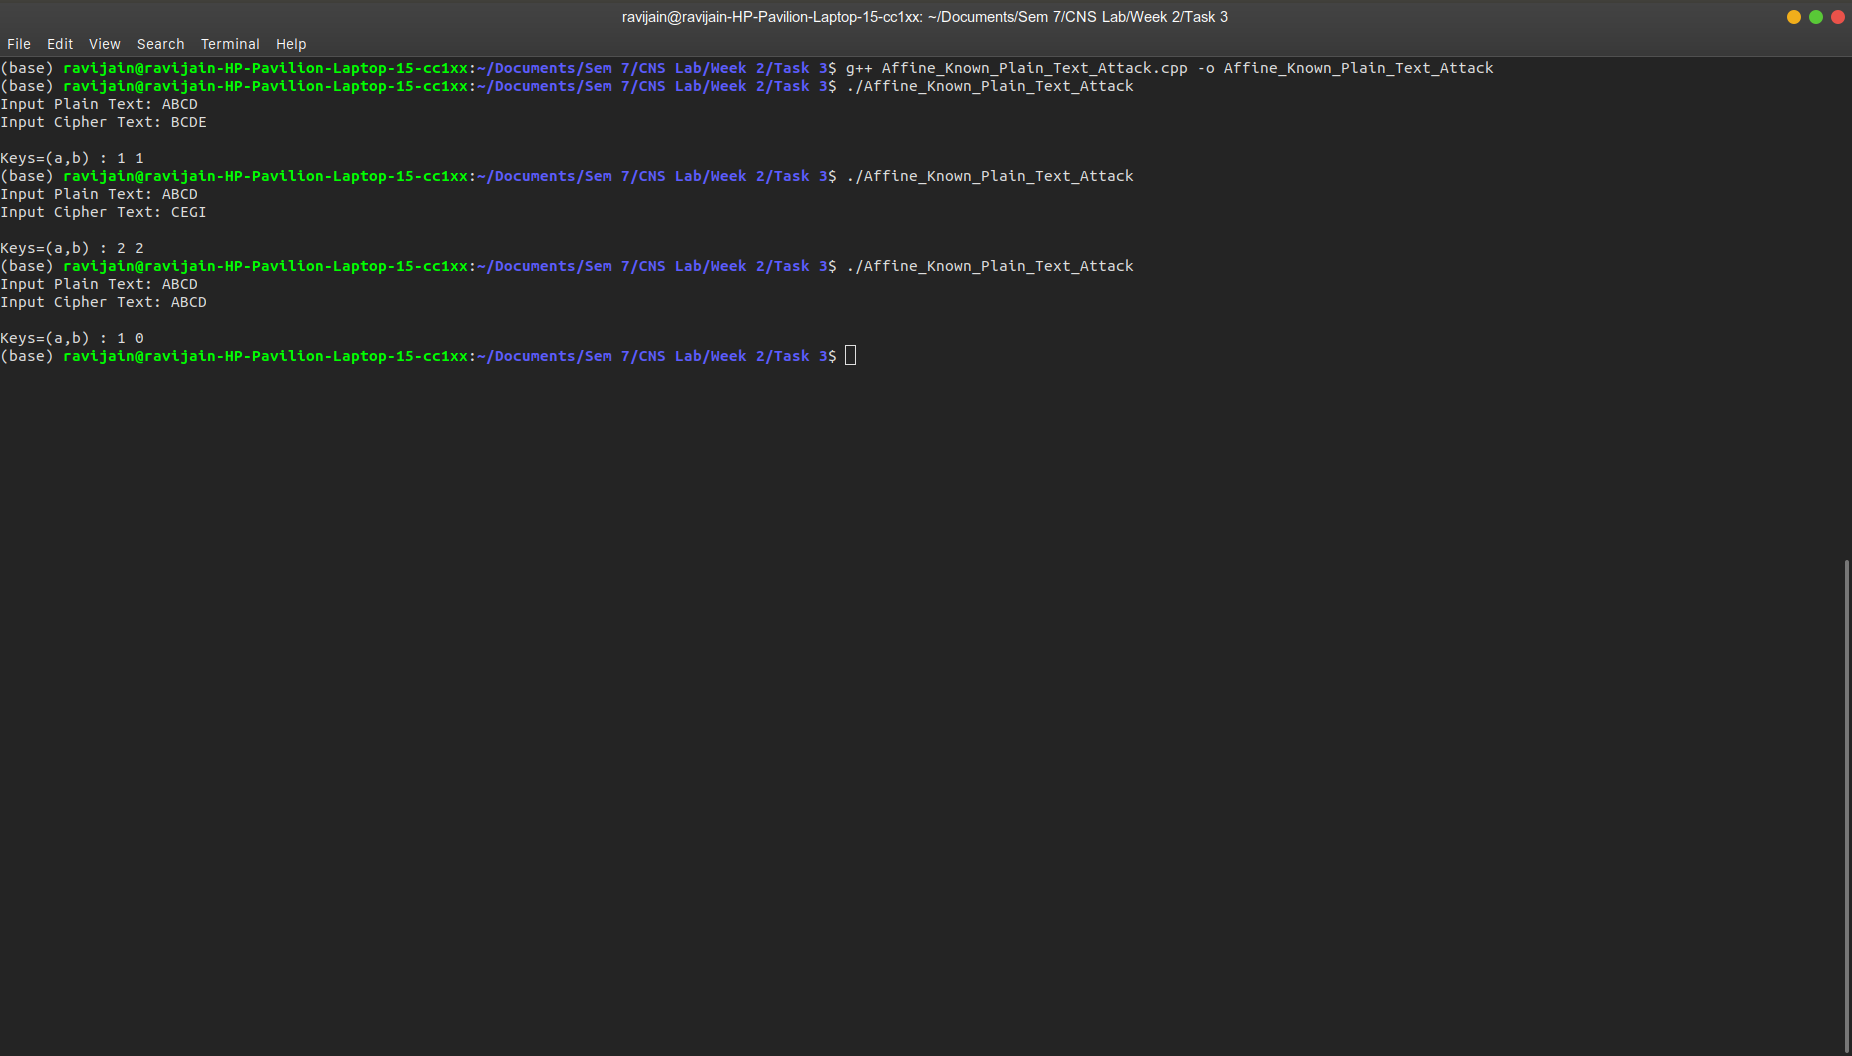 ravijain@ravijain-HP-Pavilion-Laptop-15-cc1xx: ~/Documents/Sem 7/CNS Lab/Week 2/Task 3
File Edit View Search Terminal Help
(base) ravijain@ravijain-HP-Pavilion-Laptop-15-cc1xx:~/Documents/Sem 7/CNS Lab/Week 2/Task 3$ g++ Affine_Known_Plain_Text_Attack.cpp -o Affine_Known_Plain_Text_Attack
(base) ravijain@ravijain-HP-Pavilion-Laptop-15-cc1xx:~/Documents/Sem 7/CNS Lab/Week 2/Task 3$ ./Affine_Known_Plain_Text_Attack
Input Plain Text: ABCD
Input Cipher Text: BCDE
Keys=(a,b) : 1 1
(base) ravijain@ravijain-HP-Pavilion-Laptop-15-cc1xx:~/Documents/Sem 7/CNS Lab/Week 2/Task 3$ ./Affine_Known_Plain_Text_Attack
Input Plain Text: ABCD
Input Cipher Text: CEGI
Keys=(a,b) : 2 2
(base) ravijain@ravijain-HP-Pavilion-Laptop-15-cc1xx:~/Documents/Sem 7/CNS Lab/Week 2/Task 3$ ./Affine_Known_Plain_Text_Attack
Input Plain Text: ABCD
Input Cipher Text: ABCD
Keys=(a,b) : 1 0
(base) ravijain@ravijain-HP-Pavilion-Laptop-15-cc1xx:~/Documents/Sem 7/CNS Lab/Week 2/Task 3$